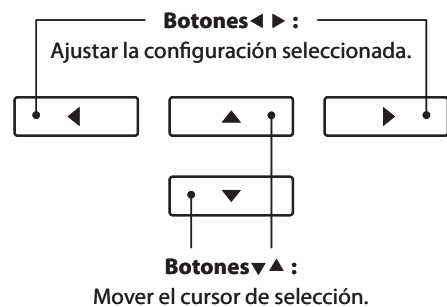 Botones◀ ▶ :
Ajustar la configuración seleccionada.
Botones▼▲ :
Mover el cursor de selección.